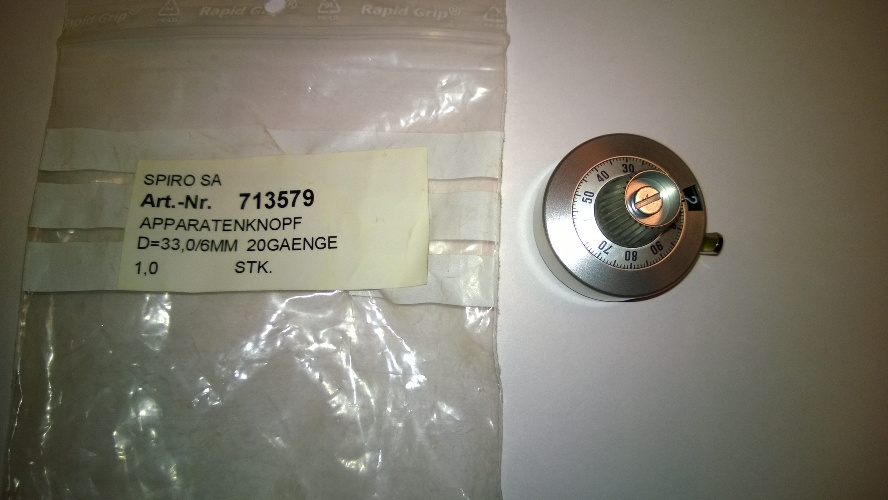 Rapid Grip® Rapid Grip®
SPIRO SA
Art.-Nr. 713579
APPARATENKNOPF
D=33,0/6MM 20GAENGE
1,0 STK.
30
40
50
70
80
90
2